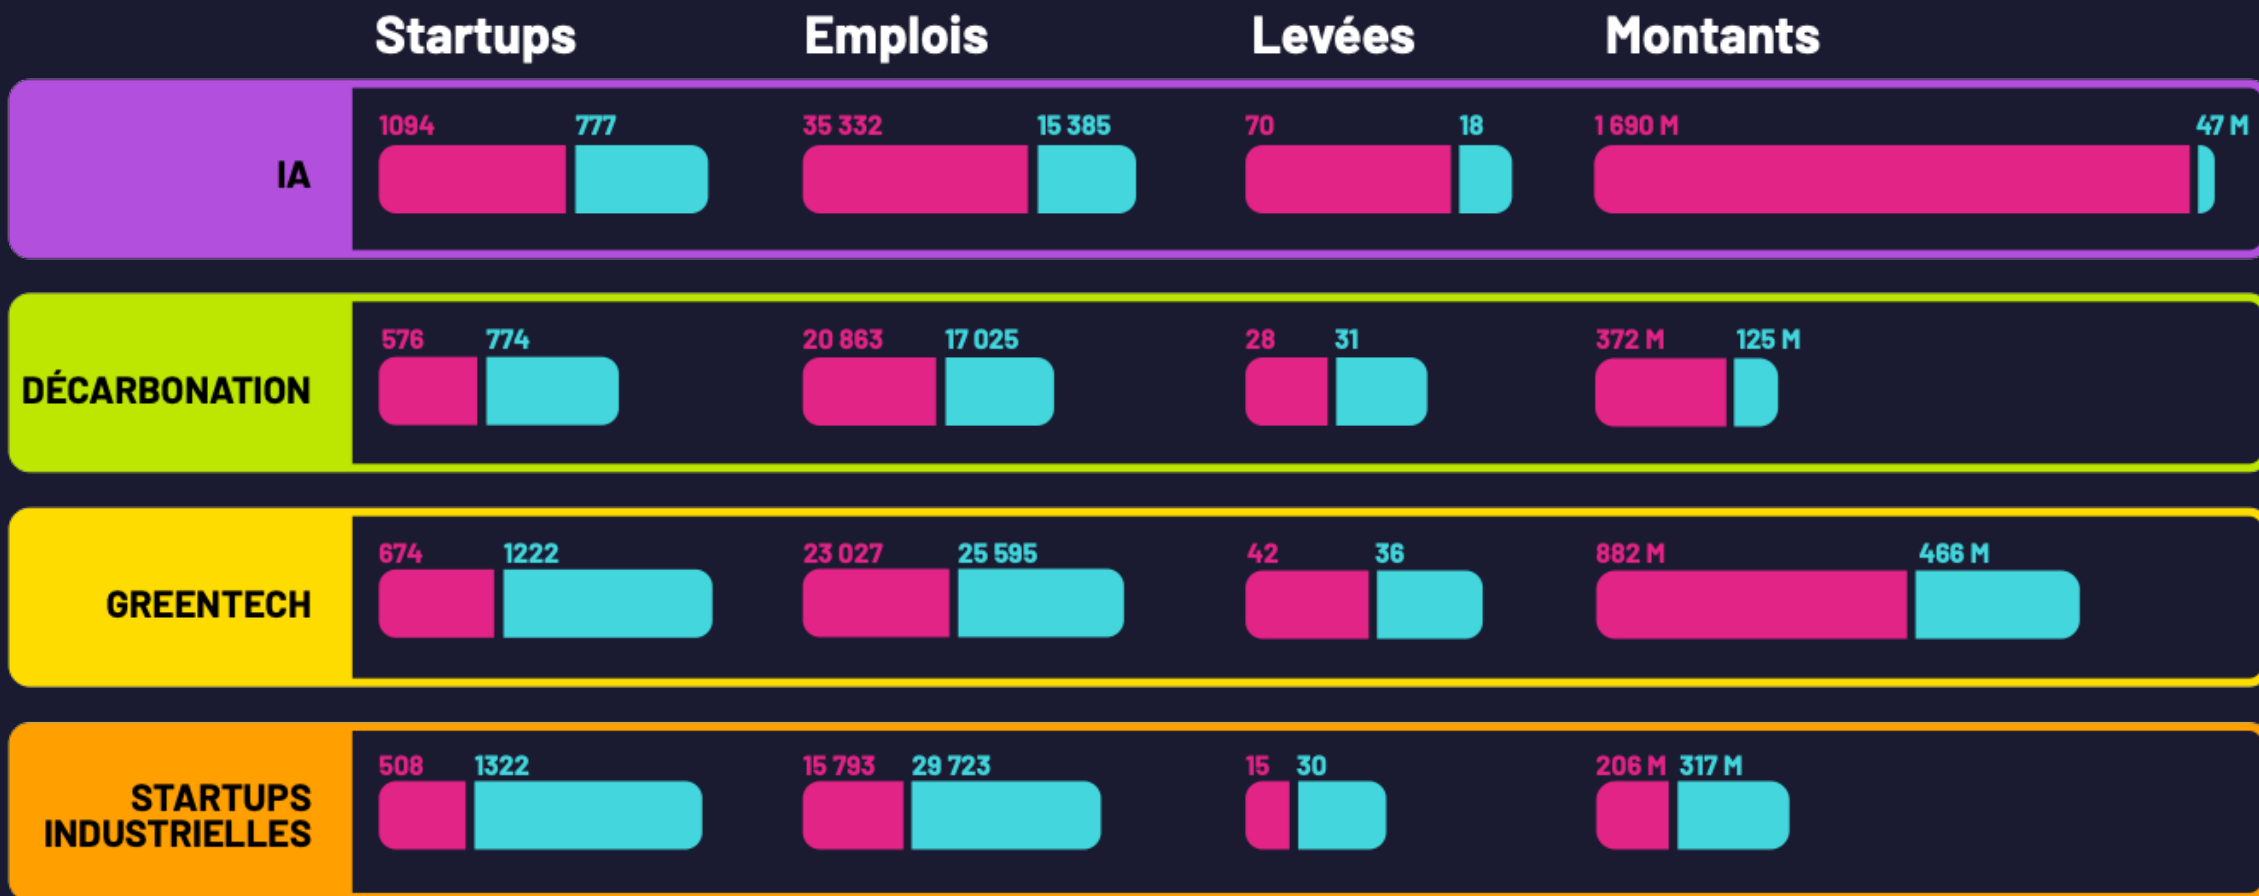 Startups Emplois Levées Montants
1094 777 35 332 15 385 70 18 1 690 M 47 M
IA
576 774 20 863 17 025 28 31 372 M 125 M
DÉCARBONATION
674 1222 23 027 25 595 42 36 882 M 466 M
GREENTECH
508 1322 15 793 29 723 15 30 206 M 317 M
STARTUPS
INDUSTRIELLES